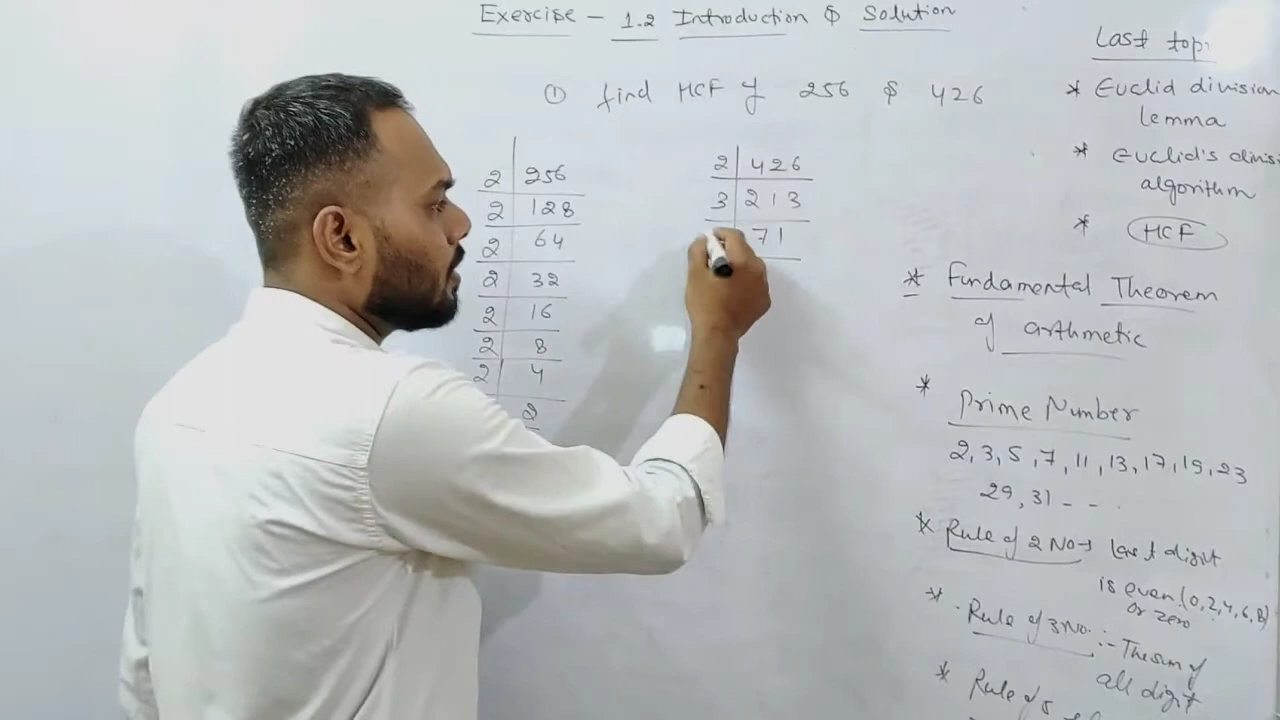 Exercise - 1.2 Introduction & Solution
① find HCF of 256 & 426
2 | 256
2 | 128
2 | 64
2 | 32
2 | 16
2 | 8
2 | 4
2
2 | 426
3 | 213
71
Last top
* Euclid division
lemma
* Euclid's divisi
algorithm
* HCF
* Fundamental Theorem
of arithmetic
* Prime Number
2, 3, 5, 7, 11, 13, 17, 19, 23
29, 31 - -
* Rule of 2 No→ last digit
is even (0,2,4,6,8)
or zero
* Rule of 3 No. :- The sum of
all digit
* Rule of 5